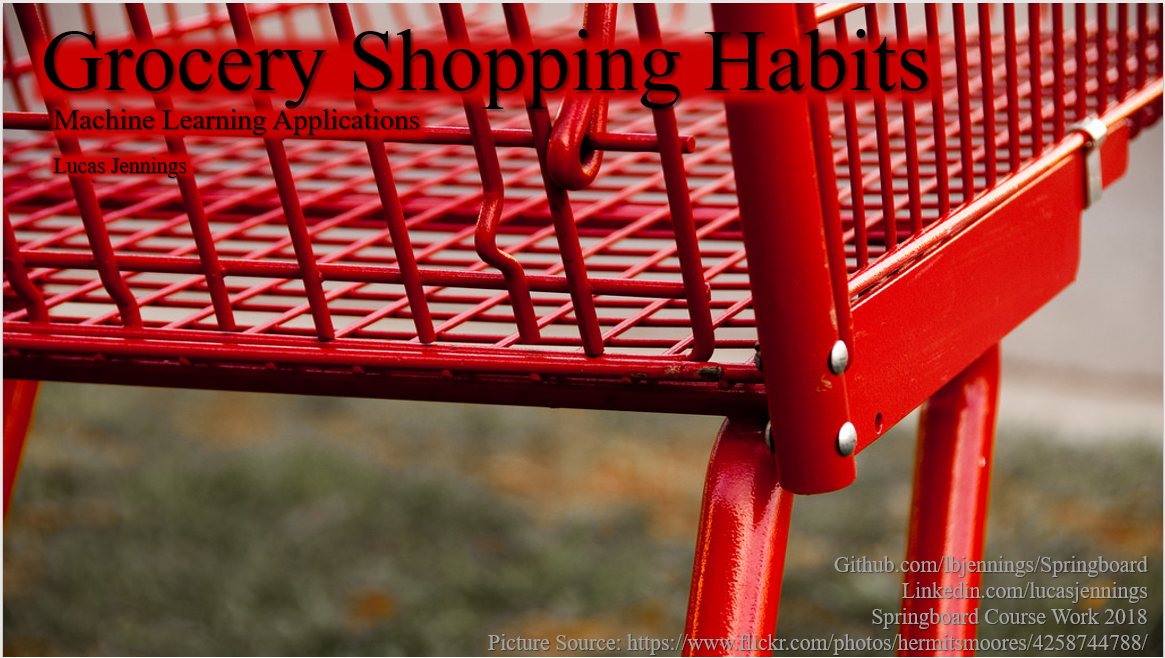 Grocery Shopping Habits
Machine Learning Applications
Lucas Jennings
Github.com/lbjennings/Springboard
Linkedin.com/lucasjennings
Springboard Course Work 2018
Picture Source: https://www.flickr.com/photos/hermitsmoores/4258744788/